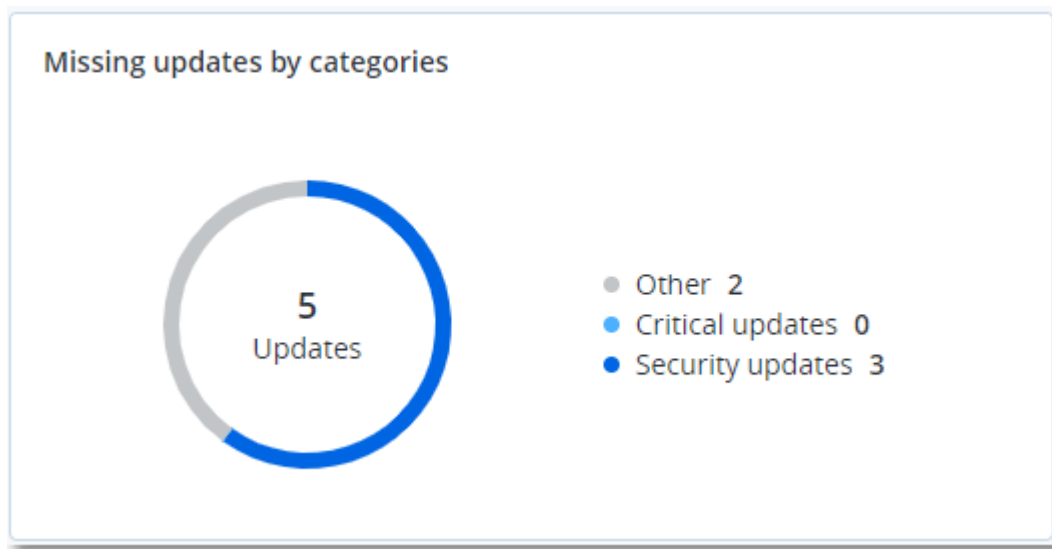 Missing updates by categories
5
Updates
Other 2
Critical updates 0
Security updates 3